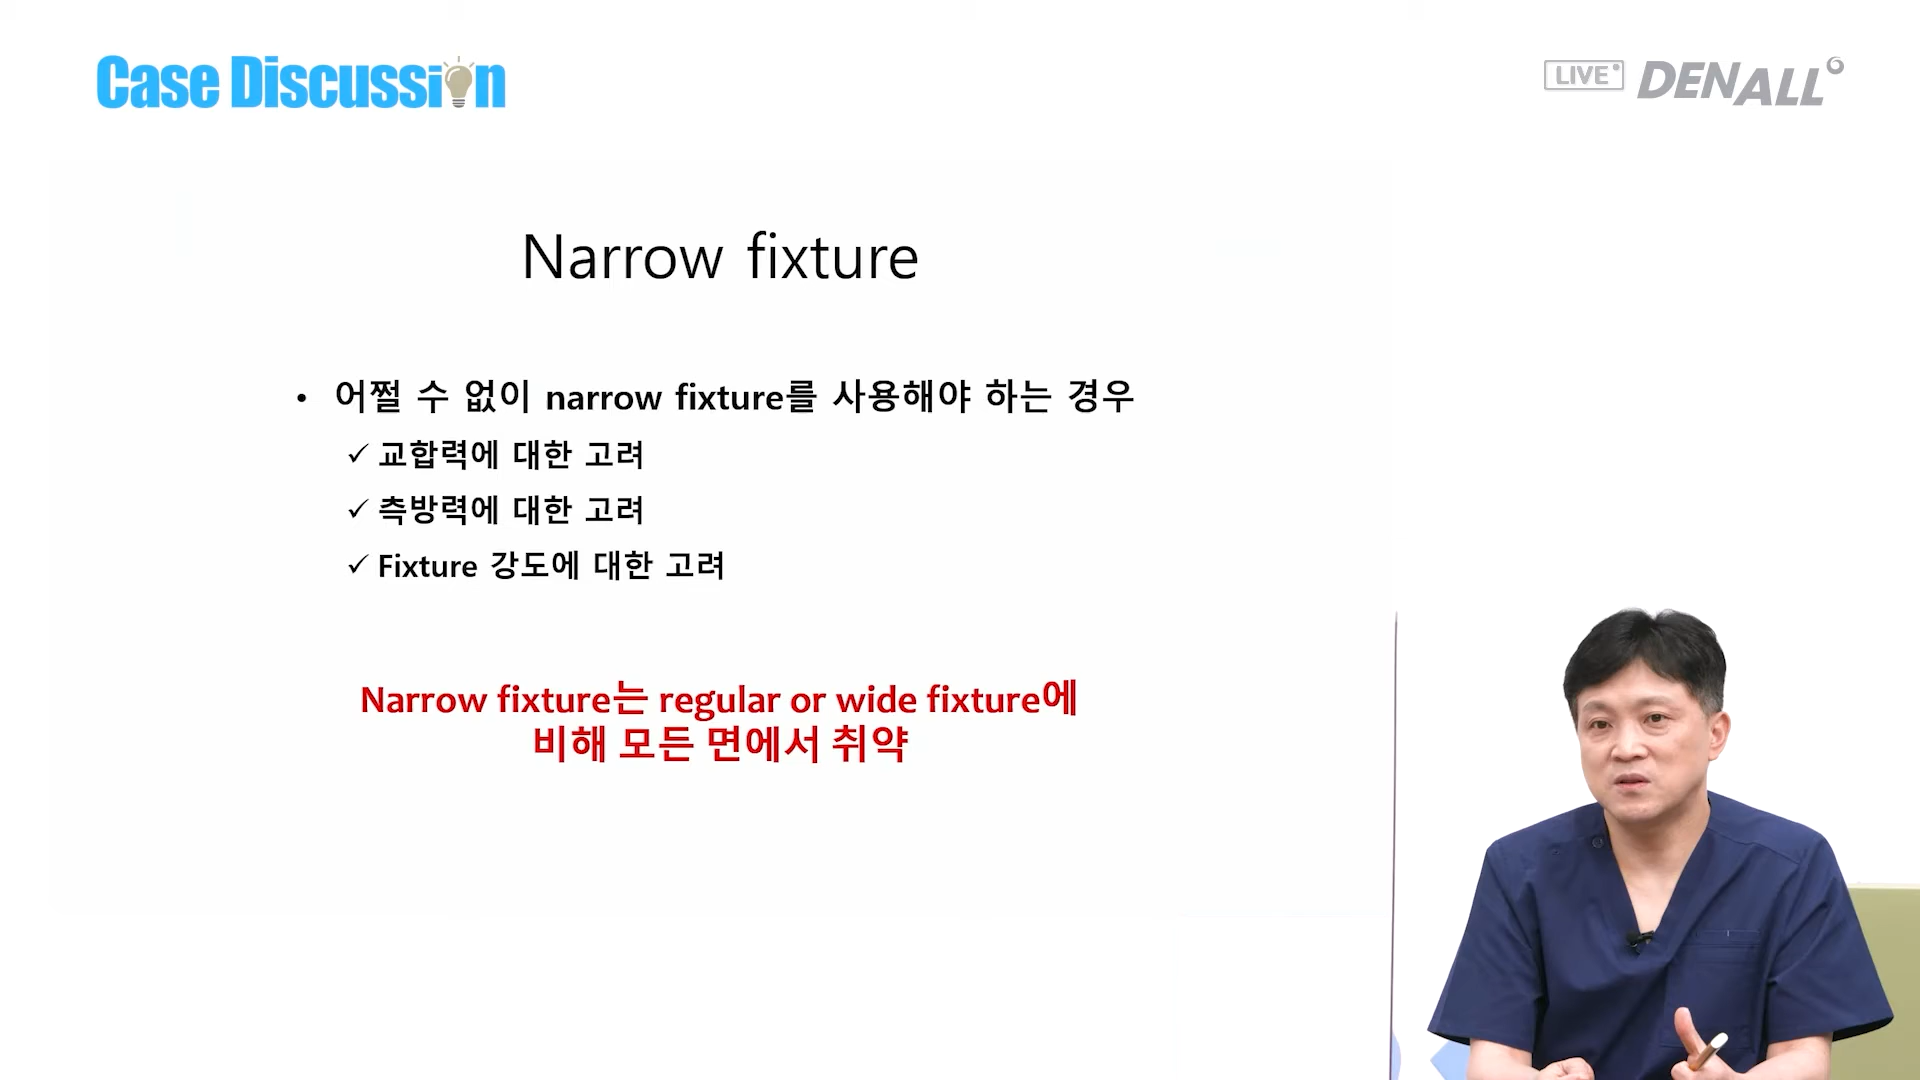 Case Discussion
LIVE DENALL
Narrow fixture
• 어쩔 수 없이 narrow fixture를 사용해야 하는 경우
✓ 교합력에 대한 고려
✓ 측방력에 대한 고려
✓ Fixture 강도에 대한 고려
Narrow fixture는 regular or wide fixture에
비해 모든 면에서 취약